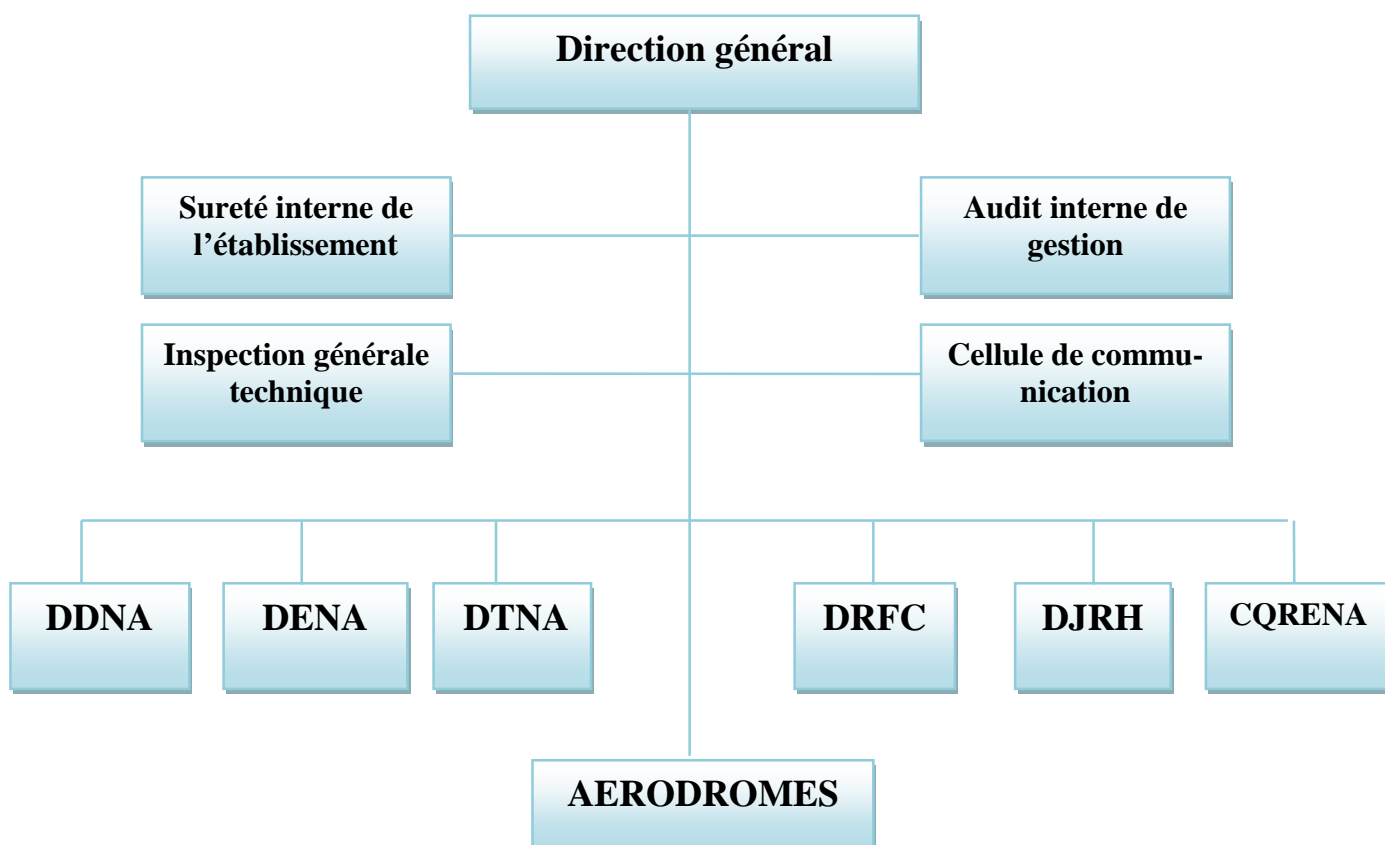 Direction général
Sureté interne de
l’établissement
Audit interne de
gestion
Inspection générale
technique
Cellule de commu-
nication
DDNA
DENA
DTNA
DRFC
DJRH
CQRENA
AERODROMES